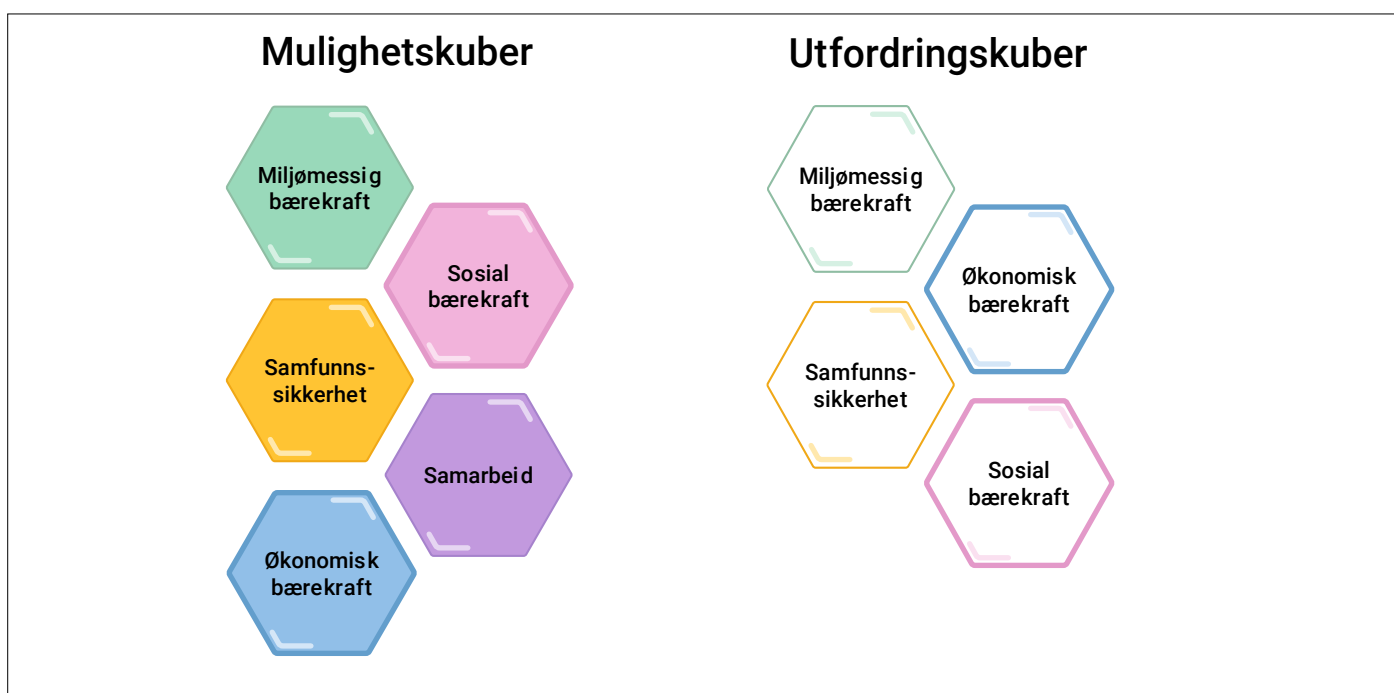 Mulighetskuber
Miljømessig
bærekraft
Sosial
bærekraft
Samfunns-
sikkerhet
Samarbeid
Økonomisk
bærekraft
Utfordringskuber
Miljømessig
bærekraft
Økonomisk
bærekraft
Samfunns-
sikkerhet
Sosial
bærekraft